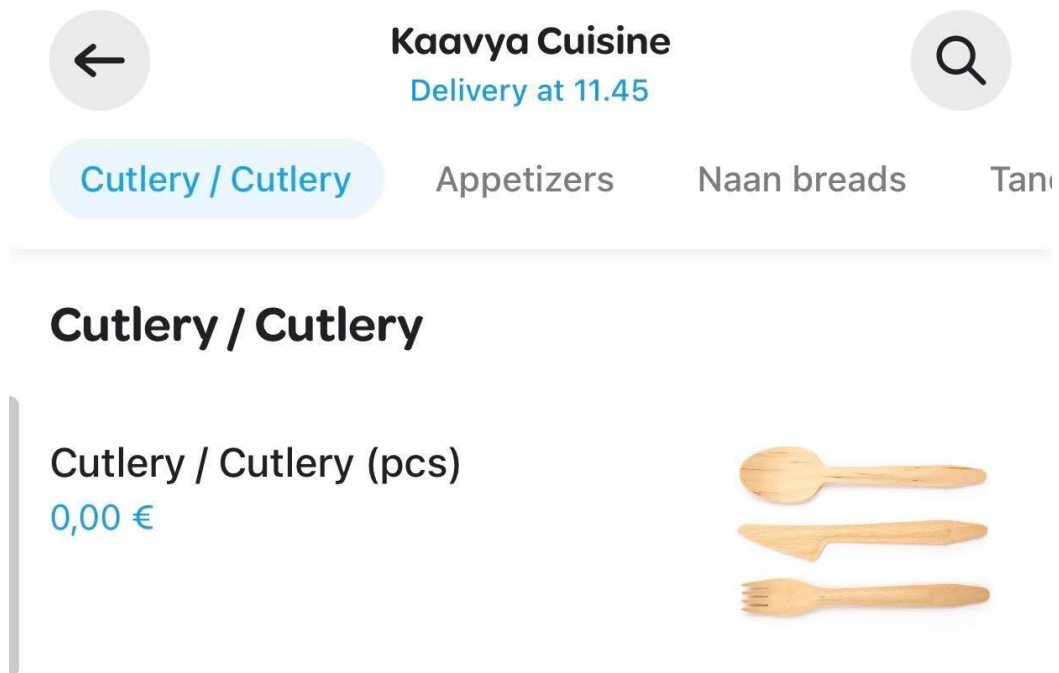 Kaavya Cuisine
Delivery at 11.45
Cutlery / Cutlery Appetizers Naan breads
Cutlery / Cutlery
Cutlery / Cutlery (pcs)
0,00 €